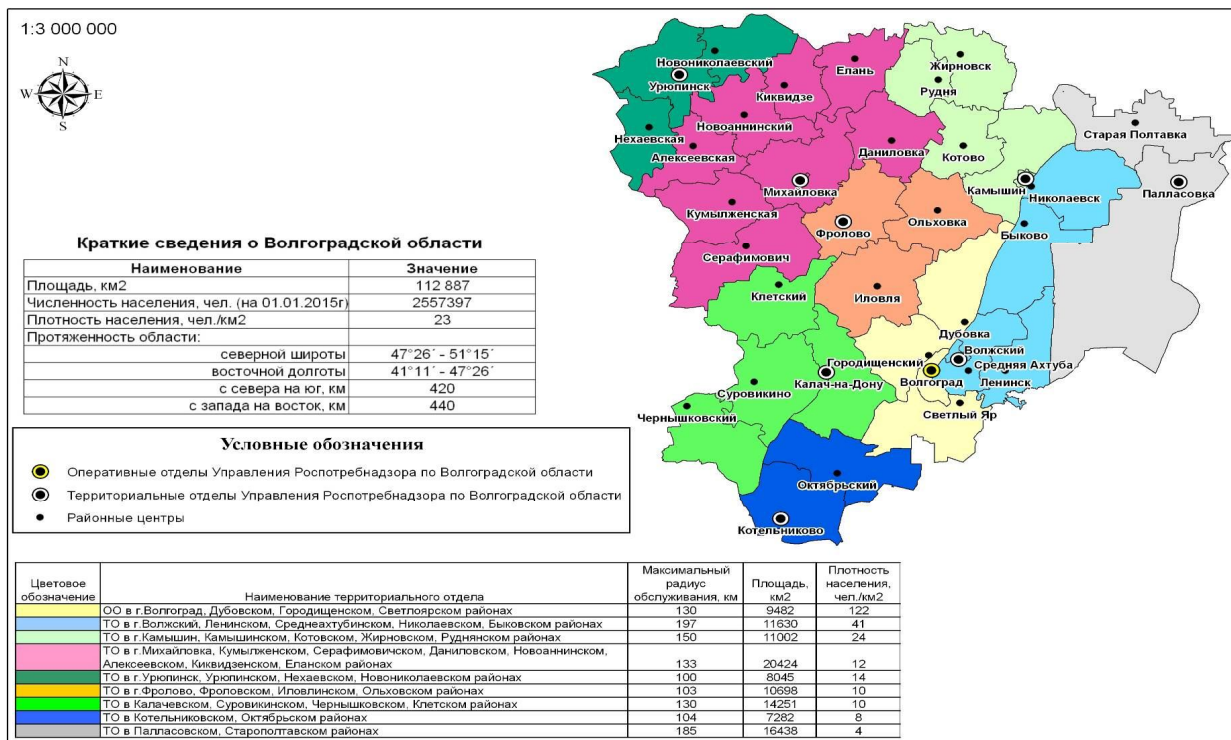 1:3 000 000
N
W E
S
Новониколаевский
Урюпинск
Нехаевская
Елань
Киквидзе
Новоаннинский
Алексеевская
Даниловка
Михайловка
Кумылженская
Серафимович
Жирновск
Рудня
Котово
Камышин
Николаевск
Быково
Старая Полтавка
Палласовка
Фролово
Ольховка
Иловля
Клетский
Дубовка
Городищенский
Волжский
Средняя Ахтуба
Волгоград
Ленинск
Светлый Яр
Калач-на-Дону
Суровикино
Чернышковский
Октябрьский
Котельниково
Краткие сведения о Волгоградской области
Наименование Значение
Площадь, км2 112 887
Численность населения, чел. (на 01.01.2015г) 2557397
Плотность населения, чел./км2 23
Протяженность области:
северной широты 47°26´ - 51°15´
восточной долготы 41°11´ - 47°26´
с севера на юг, км 420
с запада на восток, км 440
Условные обозначения
Оперативные отделы Управления Роспотребнадзора по Волгоградской области
Территориальные отделы Управления Роспотребнадзора по Волгоградской области
Районные центры
Цветовое обозначение Наименование территориального отдела Максимальный радиус обслуживания, км Площадь, км2 Плотность населения, чел./км2
ОО в г.Волгоград, Дубовском, Городищенском, Светлоярском районах 130 9482 122
ТО в г.Волжский, Ленинском, Среднеахтубинском, Николаевском, Быковском районах 197 11630 41
ТО в г.Камышин, Камышинском, Котовском, Жирновском, Руднянском районах 150 11002 24
ТО в г.Михайловка, Кумылженском, Серафимовичском, Даниловском, Новоаннинском,
Алексеевском, Киквидзенском, Еланском районах 133 20424 12
ТО в г.Урюпинск, Урюпинском, Нехаевском, Новониколаевском районах 100 8045 14
ТО в г.Фролово, Фроловском, Иловлинском, Ольховском районах 103 10698 10
ТО в Калачевском, Суровикинском, Чернышковском, Клетском районах 130 14251 10
ТО в Котельниковском, Октябрьском районах 104 7282 8
ТО в Палласовском, Старополтавском районах 185 16438 4